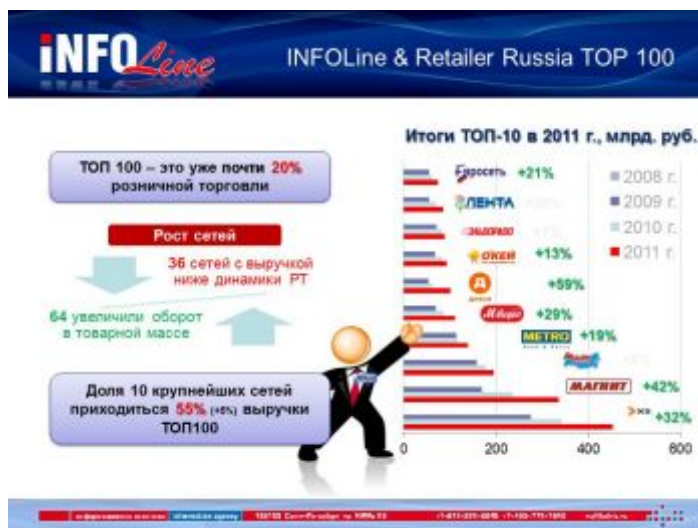 iNFOLine
INFOLine & Retailer Russia TOP 100
Итоги ТОП-10 в 2011 г., млрд. руб.
ТОП 100 – это уже почти 20%
розничной торговли
Рост сетей
36 сетей с выручкой
ниже динамики РТ
64 увеличили оборот
в товарной массе
Доля 10 крупнейших сетей
приходиться 55% (+6%) выручки
ТОП100
Евросеть +21%
ЛЕНТА
ЭЛЬДОРАДО
ОКЕЙ +13%
Д
+59%
М.видео +29%
METRO +19%
МАГНИТ +42%
+32%
2008 г.
2009 г.
2010 г.
2011 г.
0 200 400 600